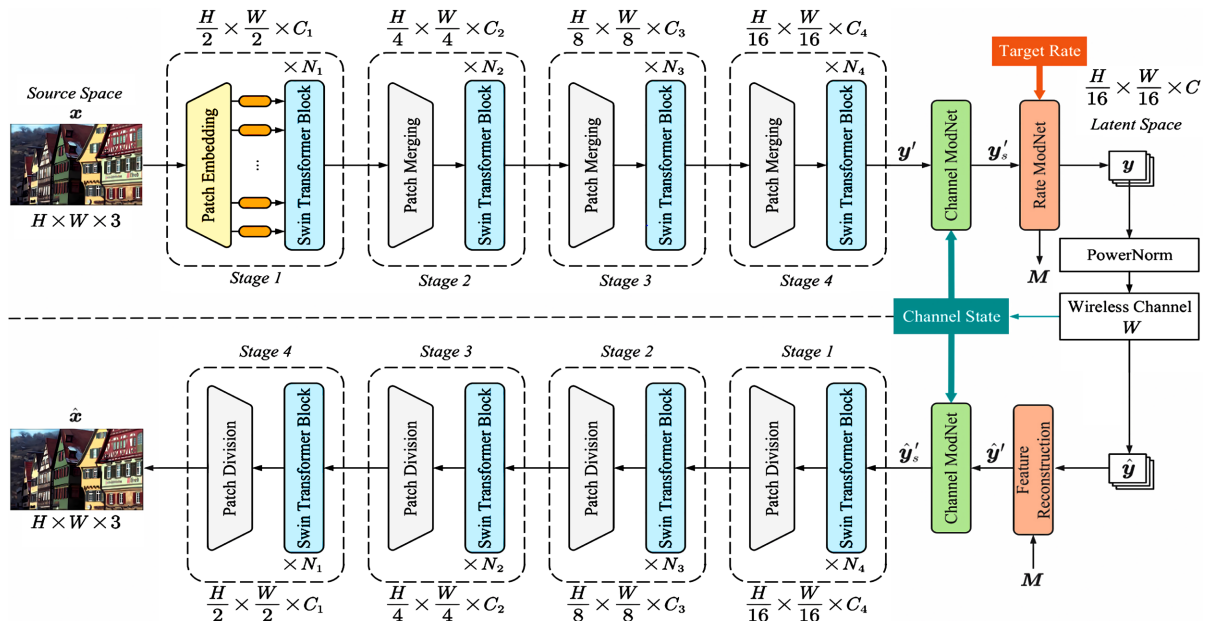 H/2 × W/2 × C₁
H/4 × W/4 × C₂
H/8 × W/8 × C₃
H/16 × W/16 × C₄
Source Space
x
H × W × 3
Patch Embedding
...
× N₁
Swin Transformer Block
Stage 1
Patch Merging
× N₂
Swin Transformer Block
Stage 2
Patch Merging
× N₃
Swin Transformer Block
Stage 3
Patch Merging
× N₄
Swin Transformer Block
Stage 4
y′
Channel ModNet
y′ₛ
Target Rate
Rate ModNet
M
H/16 × W/16 × C
Latent Space
y
PowerNorm
Wireless Channel
W
Channel State
ŷ
Feature
Reconstruction
M
ŷ′
Channel ModNet
ŷ′ₛ
Stage 1
Swin Transformer Block
Patch Division
× N₄
H/16 × W/16 × C₄
Stage 2
Swin Transformer Block
Patch Division
× N₃
H/8 × W/8 × C₃
Stage 3
Swin Transformer Block
Patch Division
× N₂
H/4 × W/4 × C₂
Stage 4
Swin Transformer Block
Patch Division
× N₁
H/2 × W/2 × C₁
x̂
H × W × 3